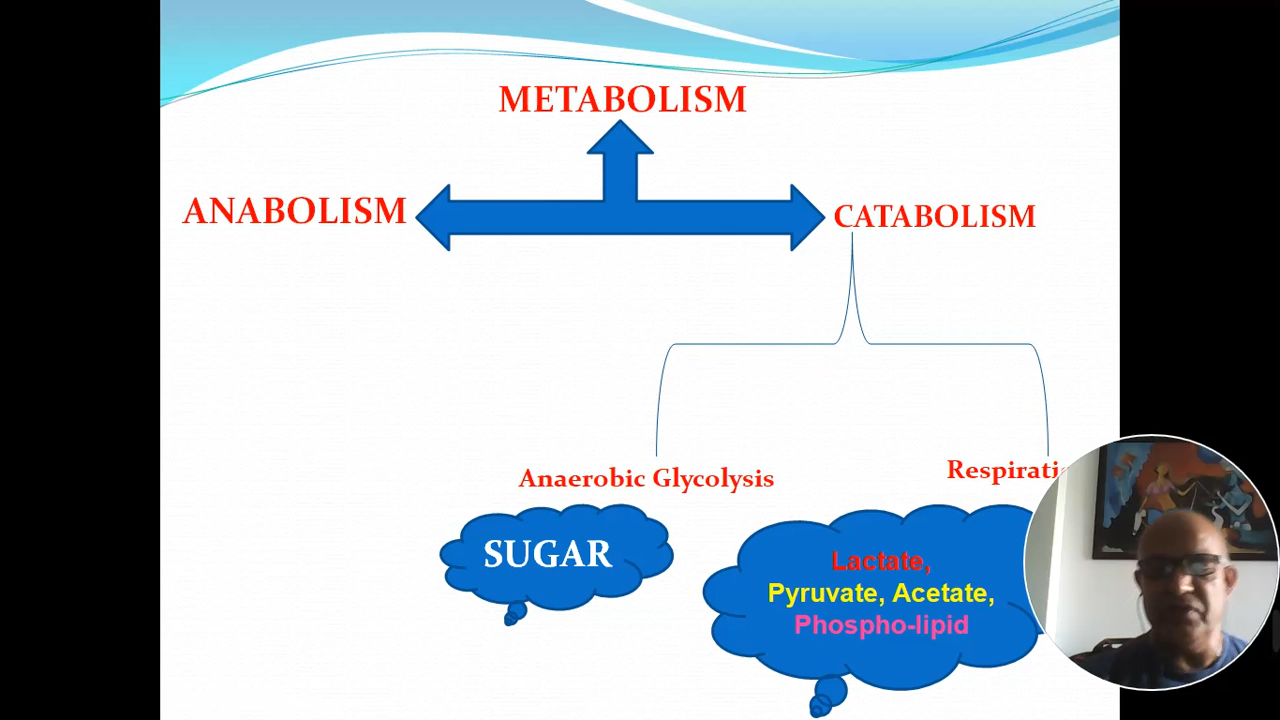 METABOLISM
ANABOLISM
CATABOLISM
Anaerobic Glycolysis
SUGAR
Lactate,
Pyruvate, Acetate,
Phospho-lipid